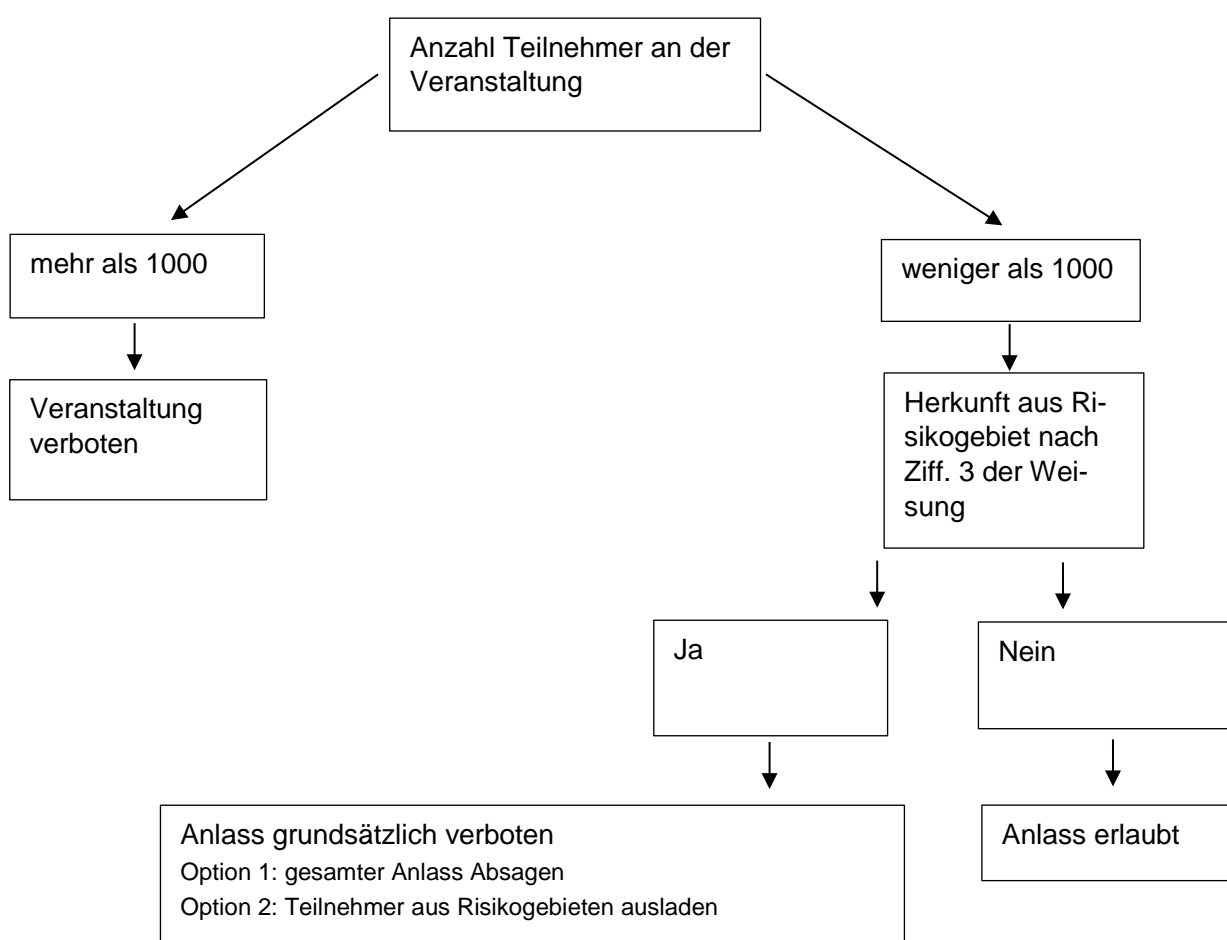 Anzahl Teilnehmer an der
Veranstaltung
mehr als 1000
weniger als 1000
Veranstaltung
verboten
Herkunft aus Ri-
sikogebiet nach
Ziff. 3 der Wei-
sung
Ja
Nein
Anlass grundsätzlich verboten
Option 1: gesamter Anlass Absagen
Option 2: Teilnehmer aus Risikogebieten ausladen
Anlass erlaubt